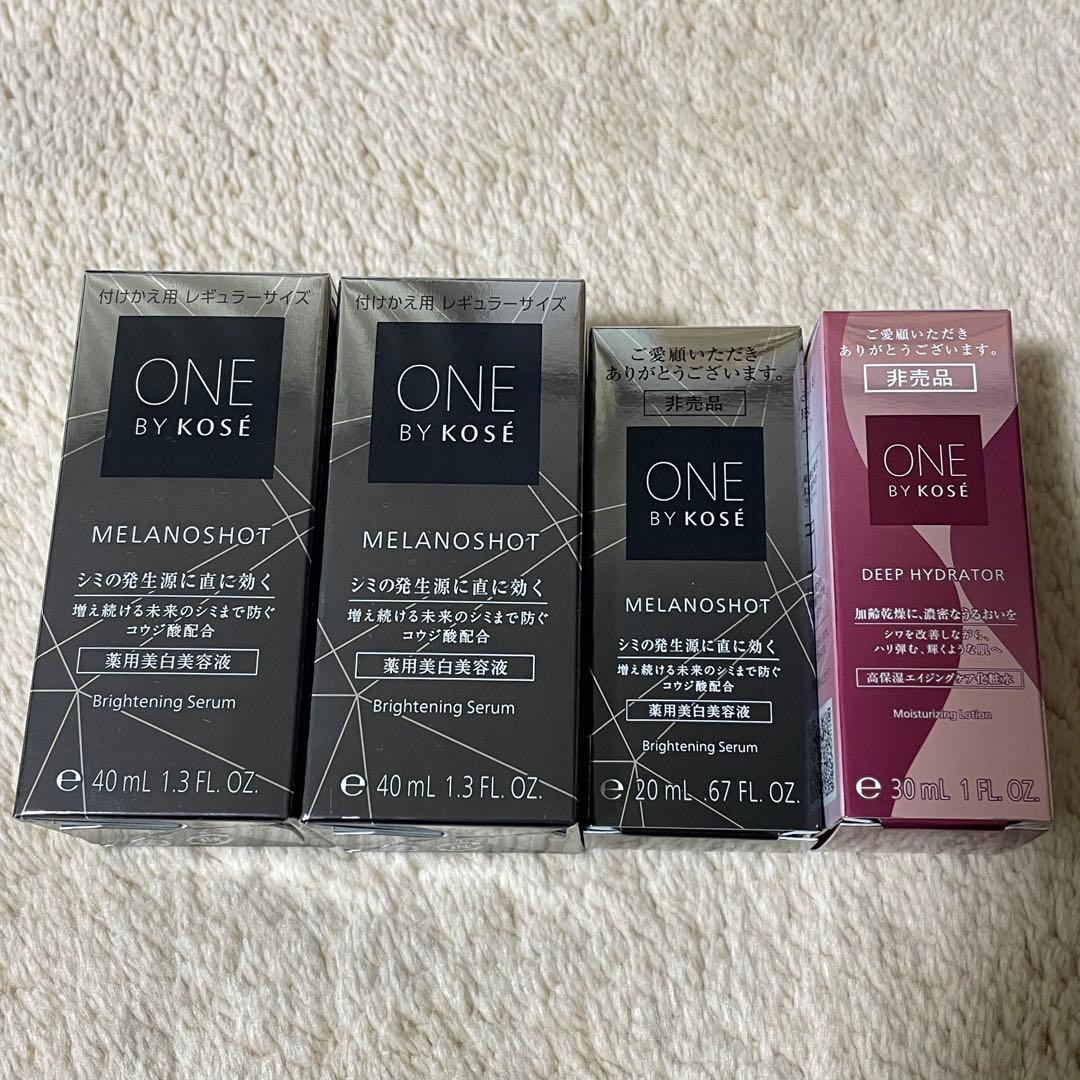 付けかえ用 レギュラーサイズ
ONE
BY KOSÉ
MELANOSHOT
シミの発生源に直に効く
増え続ける未来のシミまで防ぐ
コウジ酸配合
薬用美白美容液
Brightening Serum
e 40 mL 1.3 FL. OZ.
付けかえ用 レギュラーサイズ
ONE
BY KOSÉ
MELANOSHOT
シミの発生源に直に効く
増え続ける未来のシミまで防ぐ
コウジ酸配合
薬用美白美容液
Brightening Serum
e 40 mL 1.3 FL. OZ.
ご愛顧いただき
ありがとうございます。
非売品
ONE
BY KOSÉ
MELANOSHOT
シミの発生源に直に効く
増え続ける未来のシミまで防ぐ
コウジ酸配合
薬用美白美容液
Brightening Serum
e 20 mL .67 FL. OZ.
ご愛顧いただき
ありがとうございます。
非売品
ONE
BY KOSÉ
DEEP HYDRATOR
加齢乾燥に、濃密なうるおいを
シワを改善しながら、
ハリ弾む、輝くような肌へ
高保湿エイジングケア化粧水
Moisturizing Lotion
e 30 mL 1 FL. OZ.